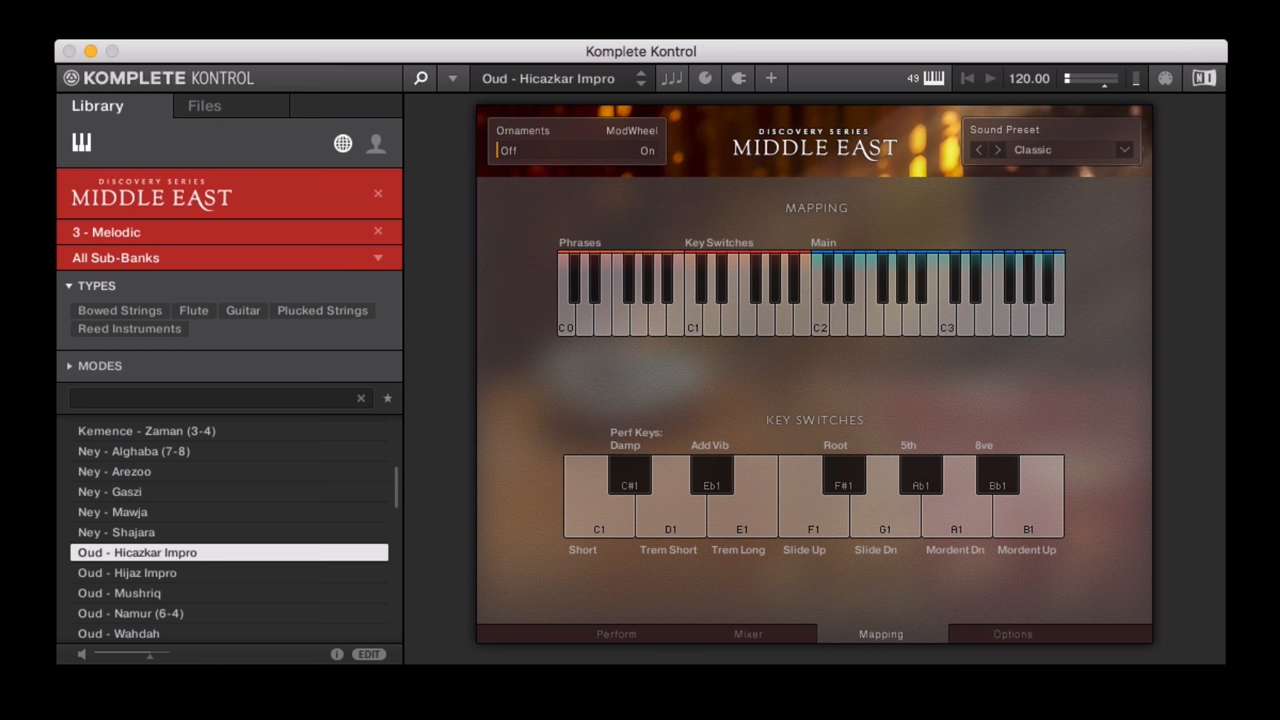 Komplete Kontrol
KOMPLETE KONTROL
Oud - Hicazkar Impro
49
120.00
Library
Files
DISCOVERY SERIES
MIDDLE EAST
3 - Melodic
All Sub-Banks
TYPES
Bowed Strings Flute Guitar Plucked Strings
Reed Instruments
MODES
Kemence - Zaman (3-4)
Ney - Alghaba (7-8)
Ney - Arezoo
Ney - Gaszi
Ney - Mawja
Ney - Shajara
Oud - Hicazkar Impro
Oud - Hijaz Impro
Oud - Mushriq
Oud - Namur (6-4)
Oud - Wahdah
EDIT
Ornaments ModWheel
Off On
DISCOVERY SERIES
MIDDLE EAST
Sound Preset
Classic
MAPPING
Phrases Key Switches Main
C0 C1 C2 C3
KEY SWITCHES
Perf Keys:
Damp Add Vib Root 5th 8ve
C#1 Eb1 F#1 Ab1 Bb1
C1 D1 E1 F1 G1 A1 B1
Short Trem Short Trem Long Slide Up Slide Dn Mordent Dn Mordent Up
Perform Mixer Mapping Options